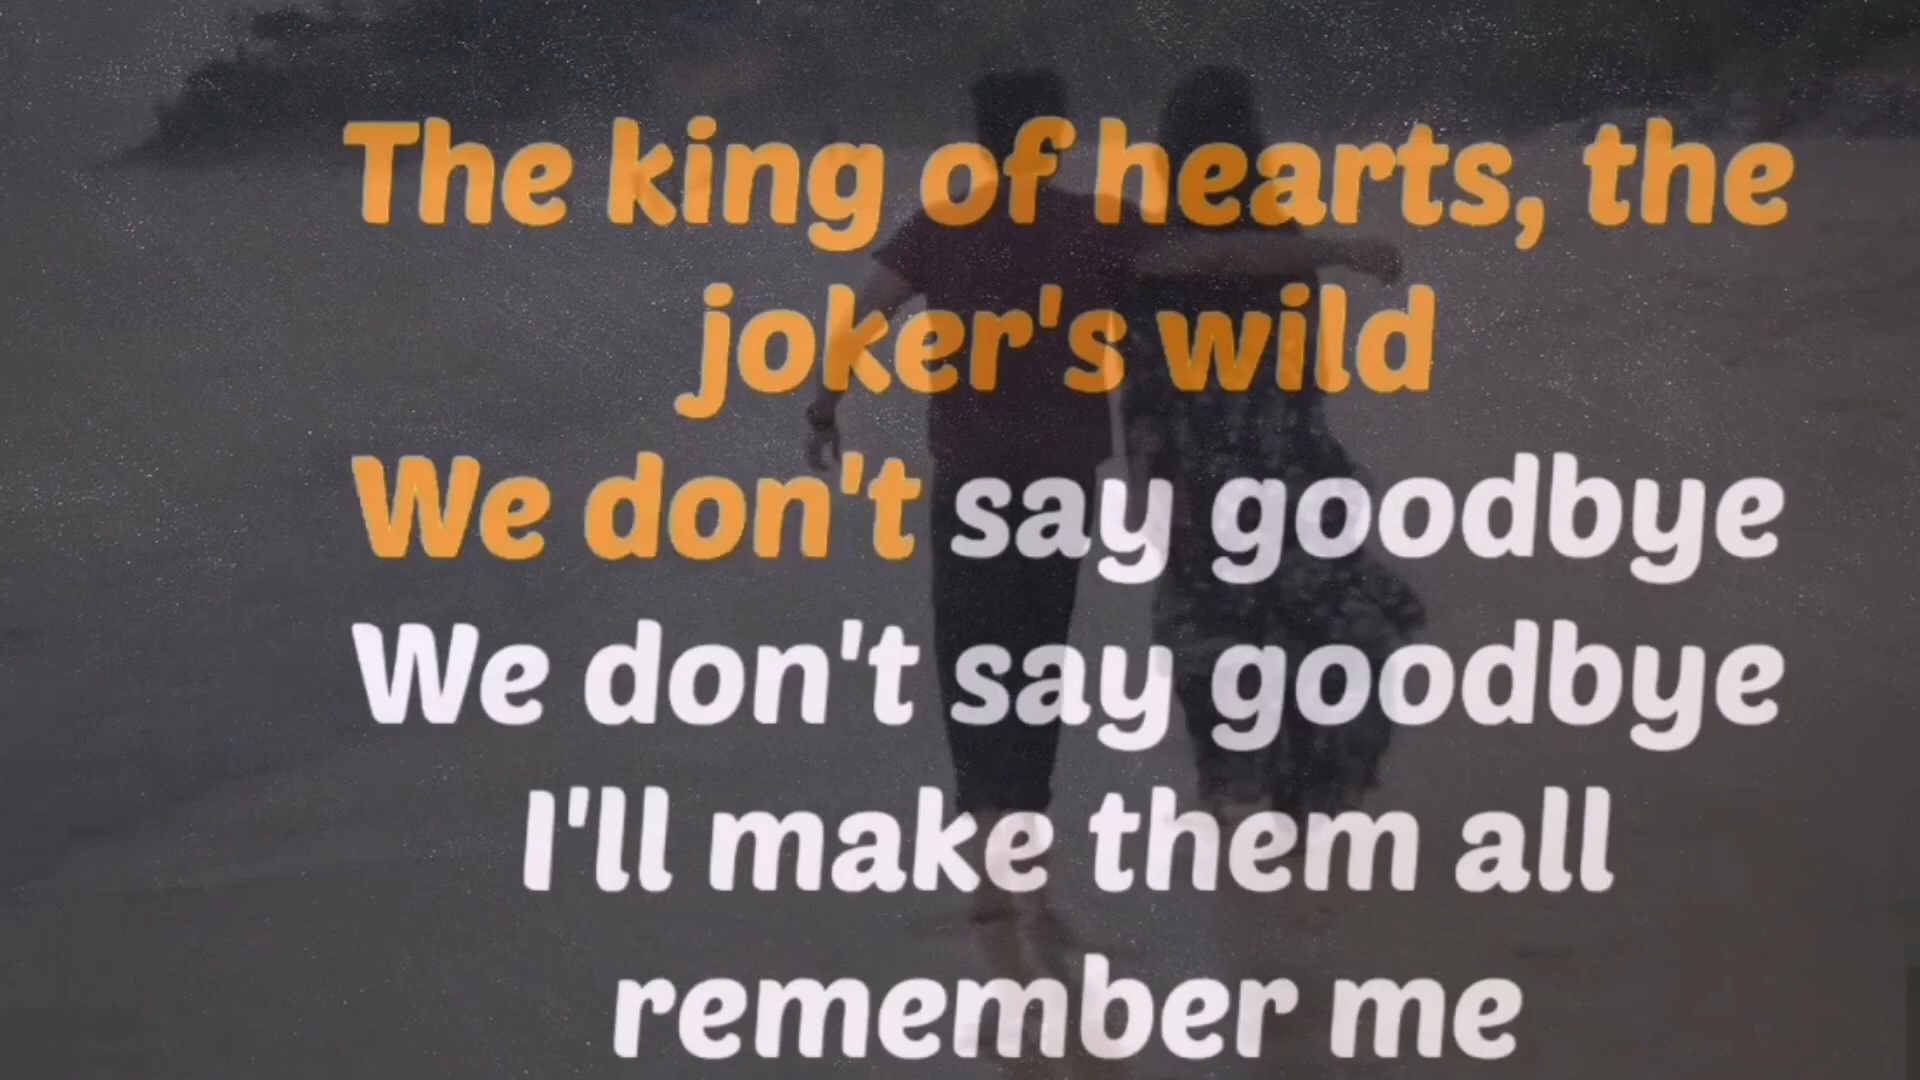 The king of hearts, the
joker's wild
We don't say goodbye
We don't say goodbye
I'll make them all
remember me